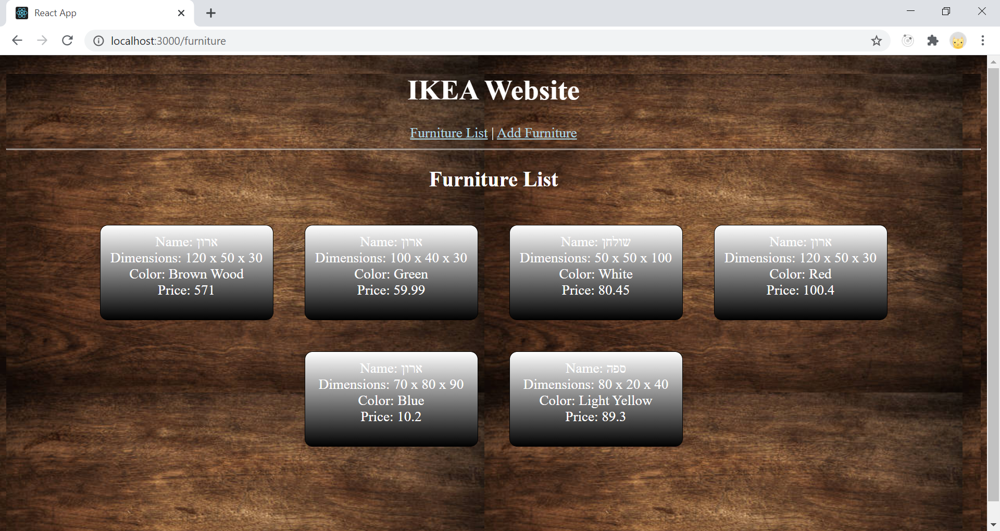 React App
localhost:3000/furniture
IKEA Website
Furniture List | Add Furniture
Furniture List
Name: ארון
Dimensions: 120 x 50 x 30
Color: Brown Wood
Price: 571
Name: ארון
Dimensions: 100 x 40 x 30
Color: Green
Price: 59.99
Name: שולחן
Dimensions: 50 x 50 x 100
Color: White
Price: 80.45
Name: ארון
Dimensions: 120 x 50 x 30
Color: Red
Price: 100.4
Name: ארון
Dimensions: 70 x 80 x 90
Color: Blue
Price: 10.2
Name: ספה
Dimensions: 80 x 20 x 40
Color: Light Yellow
Price: 89.3